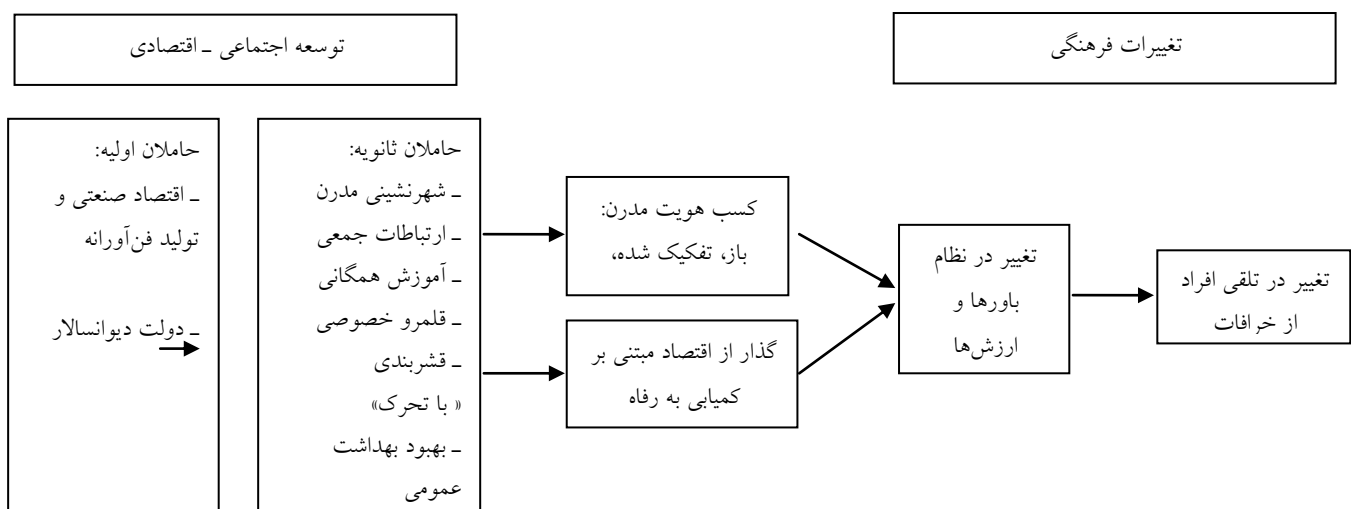 توسعه اجتماعی ـ اقتصادی
تغییرات فرهنگی
حاملان اولیه:
ـ اقتصاد صنعتی و
تولید فن‌آورانه
ـ دولت دیوانسالار
حاملان ثانویه:
ـ شهرنشینی مدرن
ـ ارتباطات جمعی
ـ آموزش همگانی
ـ قلمرو خصوصی
ـ قشربندی
« با تحرک»
ـ بهبود بهداشت
عمومی
کسب هویت مدرن:
باز، تفکیک شده،
گذار از اقتصاد مبتنی بر
کمیابی به رفاه
تغییر در نظام
باورها و
ارزش‌ها
تغییر در تلقی افراد
از خرافات